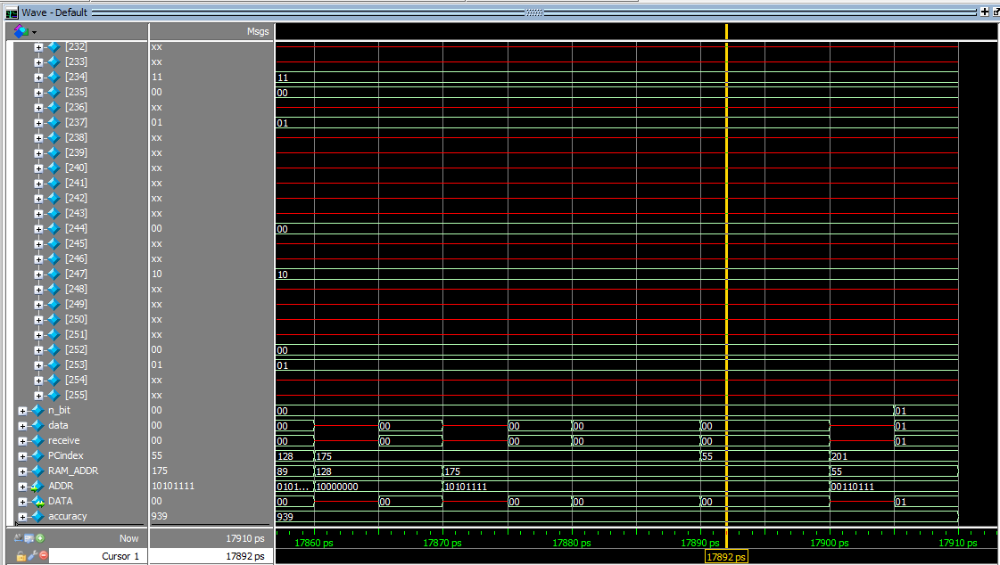 Wave - Default
Msgs
[232] xx
[233] xx
[234] 11 11
[235] 00 00
[236] xx
[237] 01 01
[238] xx
[239] xx
[240] xx
[241] xx
[242] xx
[243] xx
[244] 00 00
[245] xx
[246] xx
[247] 10 10
[248] xx
[249] xx
[250] xx
[251] xx
[252] 00 00
[253] 01 01
[254] xx
[255] xx
n_bit 00 00 01
data 00 00 00 00 00 00 01
receive 00 00 00 00 00 00 01
PCindex 55 128 175 55 201
RAM_ADDR 175 89 128 175 55
ADDR 10101111 0101... 10000000 10101111 00110111
DATA 00 00 00 00 00 00 01
accuracy 939 939
Now 17910 ps 17860 ps 17870 ps 17880 ps 17890 ps 17900 ps 17910 ps
Cursor 1 17892 ps 17892 ps